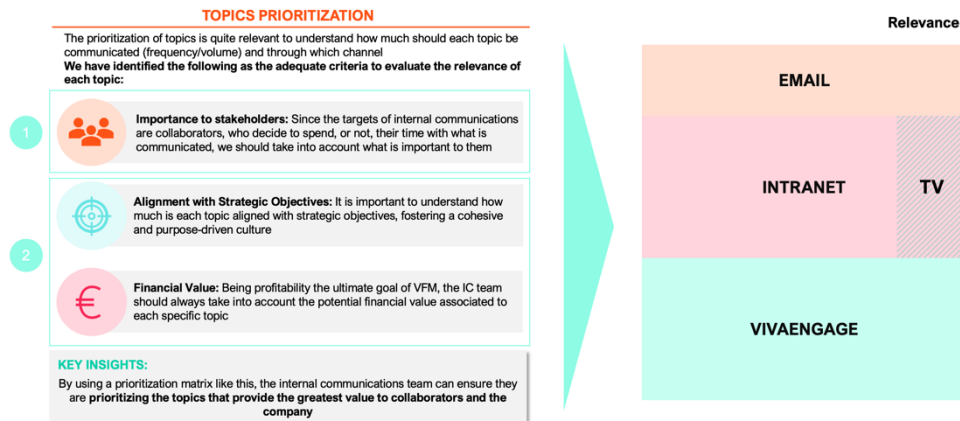 TOPICS PRIORITIZATION
The prioritization of topics is quite relevant to understand how much should each topic be
communicated (frequency/volume) and through which channel
We have identified the following as the adequate criteria to evaluate the relevance of
each topic:
1
Importance to stakeholders: Since the targets of internal communications
are collaborators, who decide to spend, or not, their time with what is
communicated, we should take into account what is important to them
2
Alignment with Strategic Objectives: It is important to understand how
much is each topic aligned with strategic objectives, fostering a cohesive
and purpose-driven culture
€
Financial Value: Being profitability the ultimate goal of VFM, the IC team
should always take into account the potential financial value associated to
each specific topic
KEY INSIGHTS:
By using a prioritization matrix like this, the internal communications team can ensure they
are prioritizing the topics that provide the greatest value to collaborators and the
company
Relevance
EMAIL
INTRANET
TV
VIVAENGAGE